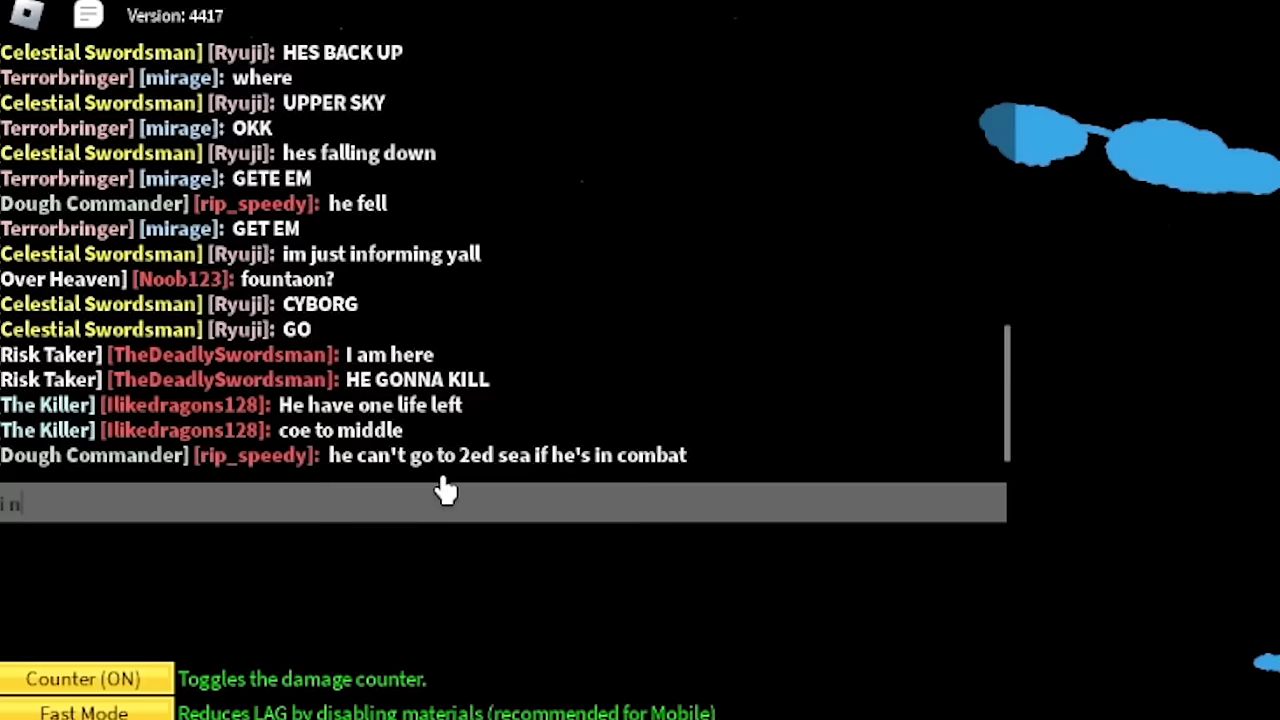 Version: 4417
[Celestial Swordsman] [Ryuji]: HES BACK UP
[Terrorbringer] [mirage]: where
[Celestial Swordsman] [Ryuji]: UPPER SKY
[Terrorbringer] [mirage]: OKK
[Celestial Swordsman] [Ryuji]: hes falling down
[Terrorbringer] [mirage]: GETE EM
[Dough Commander] [rip_speedy]: he fell
[Terrorbringer] [mirage]: GET EM
[Celestial Swordsman] [Ryuji]: im just informing yall
[Over Heaven] [Noob123]: fountaon?
[Celestial Swordsman] [Ryuji]: CYBORG
[Celestial Swordsman] [Ryuji]: GO
[Risk Taker] [TheDeadlySwordsman]: I am here
[Risk Taker] [TheDeadlySwordsman]: HE GONNA KILL
[The Killer] [Ilikedragons128]: He have one life left
[The Killer] [Ilikedragons128]: coe to middle
[Dough Commander] [rip_speedy]: he can't go to 2ed sea if he's in combat
i n
Counter (ON) Toggles the damage counter.
Fast Mode Reduces LAG by disabling materials (recommended for Mobile)